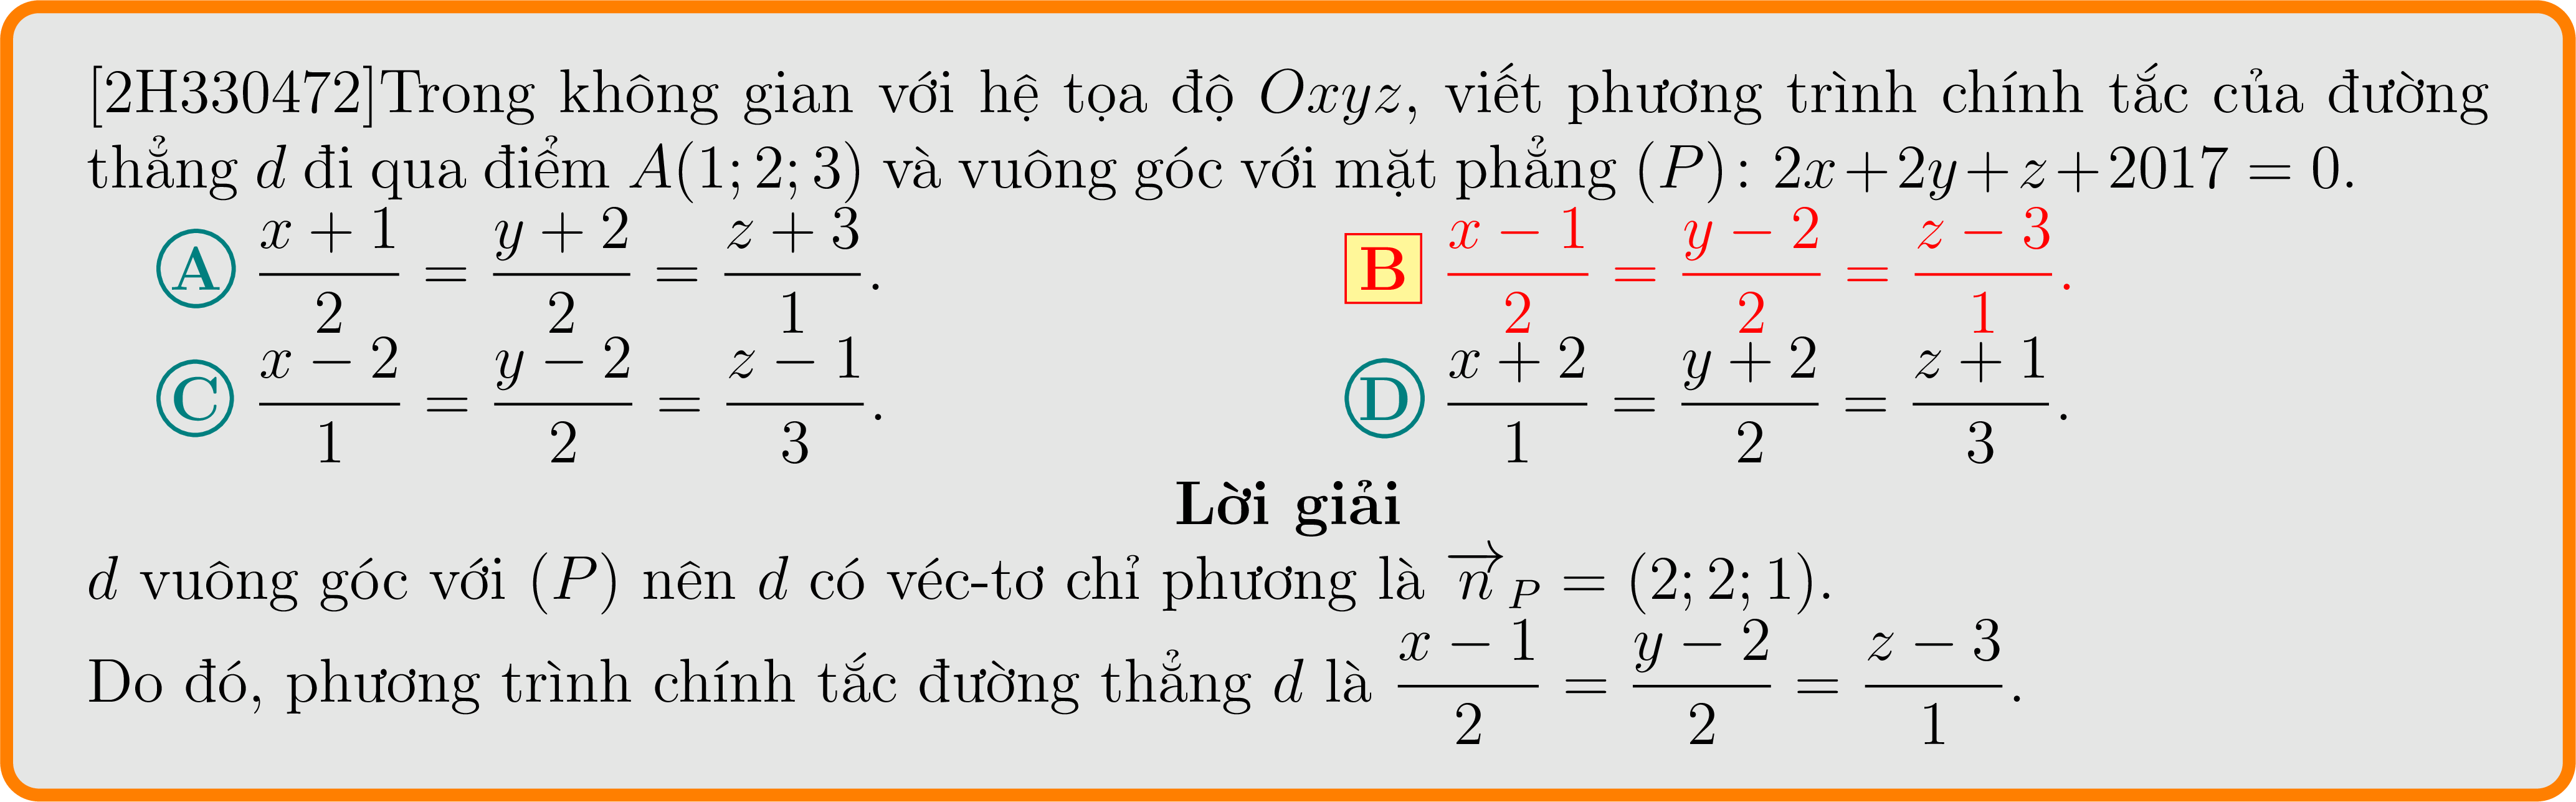 [2H330472]Trong không gian với hệ tọa độ Oxyz, viết phương trình chính tắc của đường
thẳng d đi qua điểm A(1; 2; 3) và vuông góc với mặt phẳng (P): 2x+2y+z+2017 = 0.
A $\frac{x+1}{2} = \frac{y+2}{2} = \frac{z+3}{1}$. B $\frac{x-1}{2} = \frac{y-2}{2} = \frac{z-3}{1}$.
C $\frac{x-2}{1} = \frac{y-2}{2} = \frac{z-1}{3}$. D $\frac{x+2}{1} = \frac{y+2}{2} = \frac{z+1}{3}$.
Lời giải
d vuông góc với (P) nên d có véc-tơ chỉ phương là $\overrightarrow{n}_P = (2; 2; 1)$.
Do đó, phương trình chính tắc đường thẳng d là $\frac{x-1}{2} = \frac{y-2}{2} = \frac{z-3}{1}$.